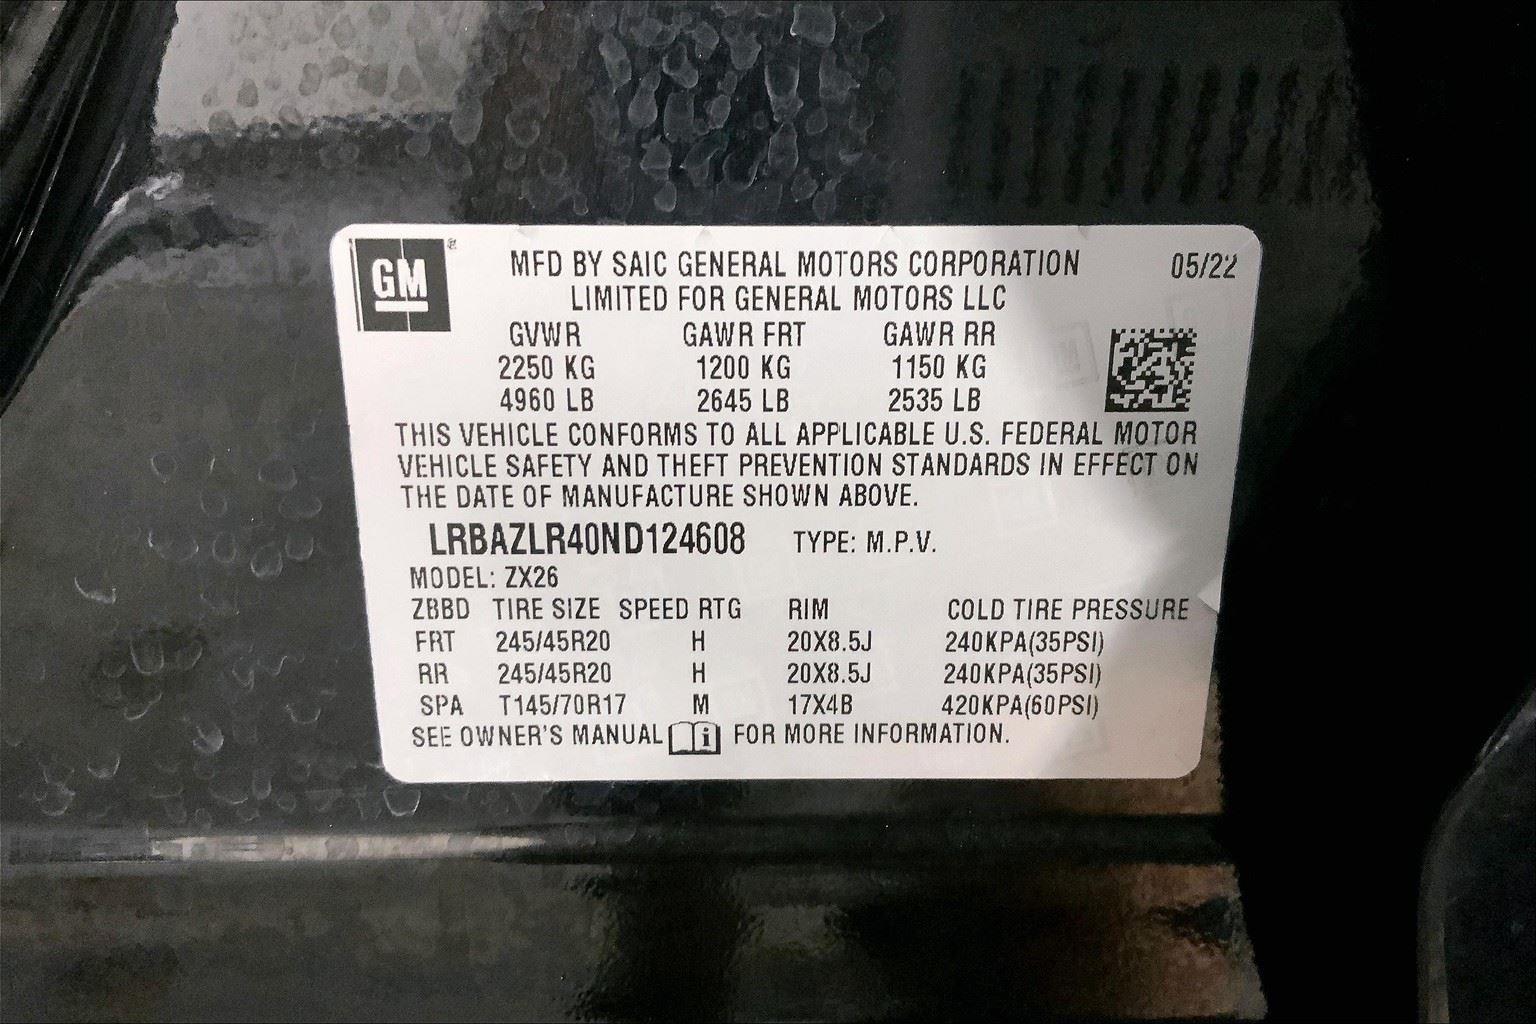 GM ®
MFD BY SAIC GENERAL MOTORS CORPORATION 05/22
LIMITED FOR GENERAL MOTORS LLC
GVWR GAWR FRT GAWR RR
2250 KG 1200 KG 1150 KG
4960 LB 2645 LB 2535 LB
THIS VEHICLE CONFORMS TO ALL APPLICABLE U.S. FEDERAL MOTOR
VEHICLE SAFETY AND THEFT PREVENTION STANDARDS IN EFFECT ON
THE DATE OF MANUFACTURE SHOWN ABOVE.
LRBAZLR40ND124608 TYPE: M.P.V.
MODEL: ZX26
ZBBD TIRE SIZE SPEED RTG RIM COLD TIRE PRESSURE
FRT 245/45R20 H 20X8.5J 240KPA(35PSI)
RR 245/45R20 H 20X8.5J 240KPA(35PSI)
SPA T145/70R17 M 17X4B 420KPA(60PSI)
SEE OWNER'S MANUAL i FOR MORE INFORMATION.